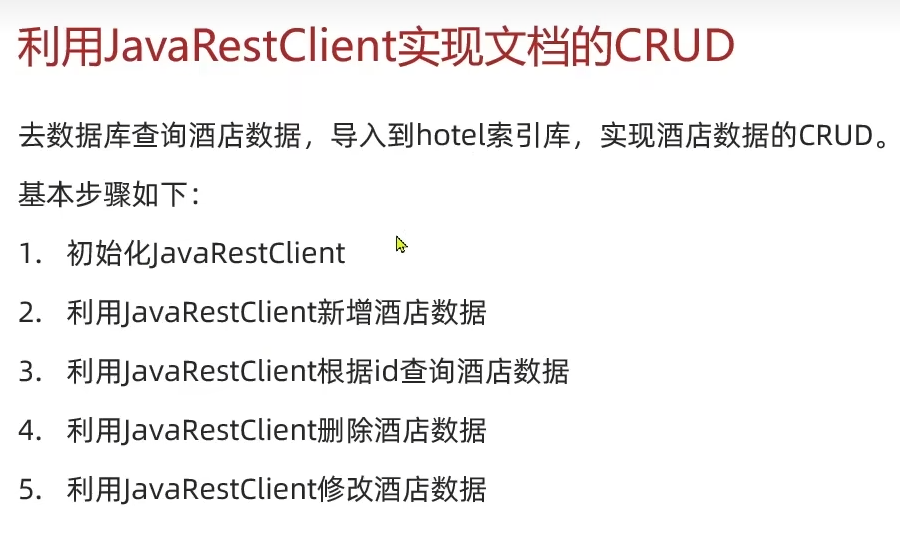 利用JavaRestClient实现文档的CRUD
去数据库查询酒店数据，导入到hotel索引库，实现酒店数据的CRUD。
基本步骤如下：
1. 初始化JavaRestClient
2. 利用JavaRestClient新增酒店数据
3. 利用JavaRestClient根据id查询酒店数据
4. 利用JavaRestClient删除酒店数据
5. 利用JavaRestClient修改酒店数据